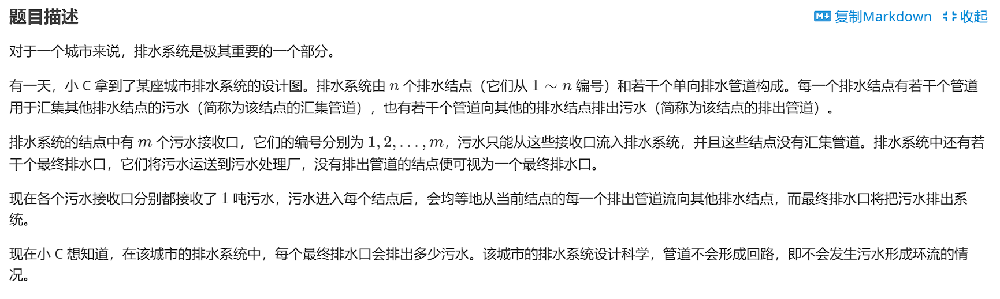 题目描述
复制Markdown 收起
对于一个城市来说，排水系统是极其重要的一个部分。
有一天，小 C 拿到了某座城市排水系统的设计图。排水系统由 n 个排水结点（它们从 1 ∼ n 编号）和若干个单向排水管道构成。每一个排水结点有若干个管道
用于汇集其他排水结点的污水（简称为该结点的汇集管道），也有若干个管道向其他的排水结点排出污水（简称为该结点的排出管道）。
排水系统的结点中有 m 个污水接收口，它们的编号分别为 1, 2, …, m，污水只能从这些接收口流入排水系统，并且这些结点没有汇集管道。排水系统中还有若
干个最终排水口，它们将污水运送到污水处理厂，没有排出管道的结点便可视为一个最终排水口。
现在各个污水接收口分别都接收了 1 吨污水，污水进入每个结点后，会均等地从当前结点的每一个排出管道流向其他排水结点，而最终排水口将把污水排出系
统。
现在小 C 想知道，在该城市的排水系统中，每个最终排水口会排出多少污水。该城市的排水系统设计科学，管道不会形成回路，即不会发生污水形成环流的情
况。